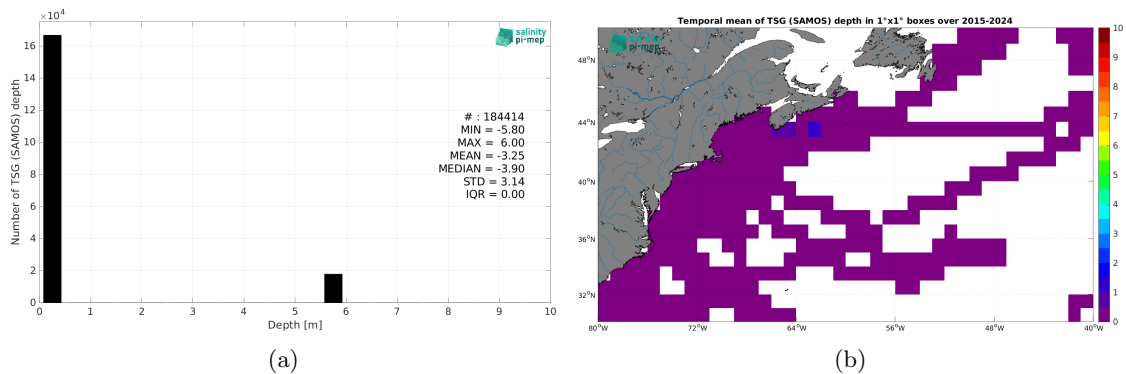 ×10⁴
16
14
12
10
8
6
4
2
0
Number of TSG (SAMOS) depth
0 1 2 3 4 5 6 7 8 9 10
Depth [m]
salinity
pi-mep
# : 184414
MIN = -5.80
MAX = 6.00
MEAN = -3.25
MEDIAN = -3.90
STD = 3.14
IQR = 0.00
(a)
Temporal mean of TSG (SAMOS) depth in 1°x1° boxes over 2015-2024
salinity
pi-mep
48°N
44°N
40°N
36°N
32°N
80°W 72°W 64°W 56°W 48°W 40°W
10
9
8
7
6
5
4
3
2
1
0
(b)